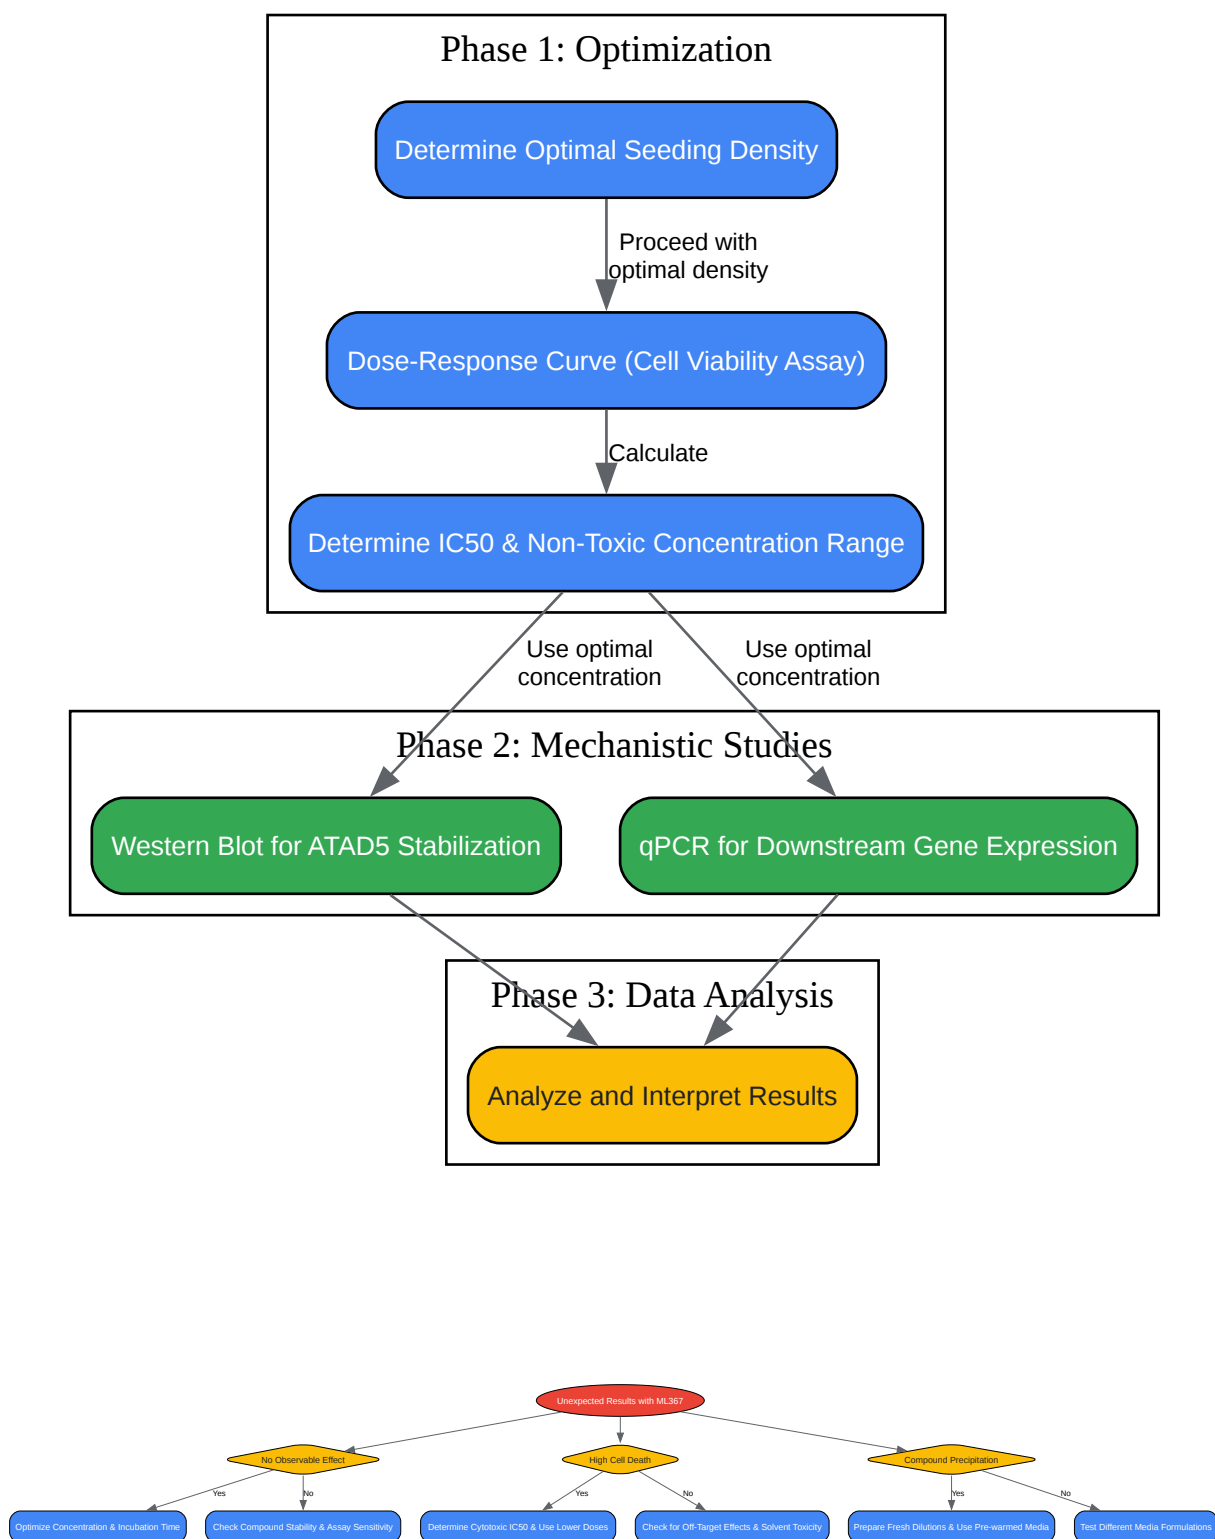 Phase 1: Optimization
Determine Optimal Seeding Density
Proceed with
optimal density
Dose-Response Curve (Cell Viability Assay)
Calculate
Determine IC50 & Non-Toxic Concentration Range
Use optimal
concentration
Use optimal
concentration
Phase 2: Mechanistic Studies
Western Blot for ATAD5 Stabilization
qPCR for Downstream Gene Expression
Phase 3: Data Analysis
Analyze and Interpret Results
Unexpected Results with ML367
No Observable Effect
High Cell Death
Compound Precipitation
Yes
No
Yes
No
Yes
No
Optimize Concentration & Incubation Time
Check Compound Stability & Assay Sensitivity
Determine Cytotoxic IC50 & Use Lower Doses
Check for Off-Target Effects & Solvent Toxicity
Prepare Fresh Dilutions & Use Pre-warmed Media
Test Different Media Formulations